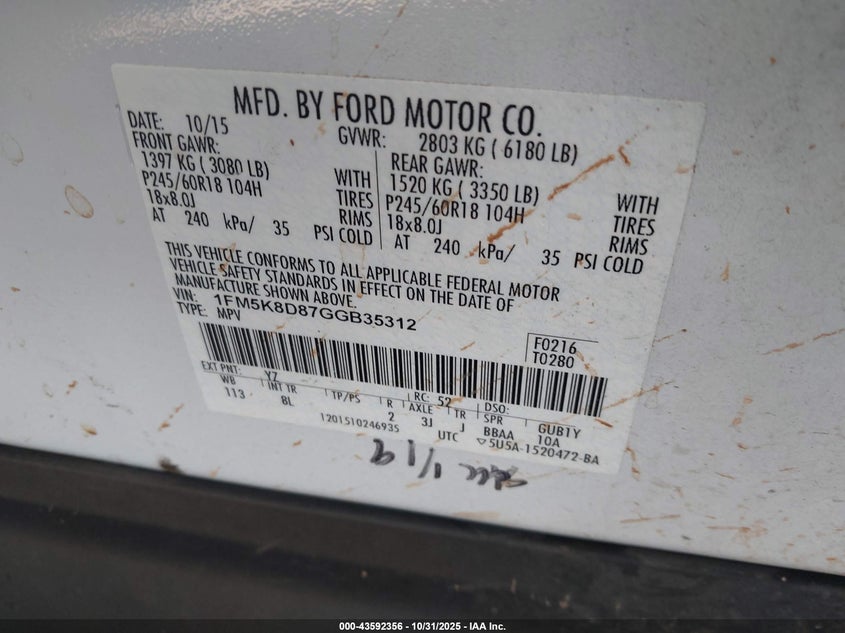 MFD. BY FORD MOTOR CO.
DATE: 10/15 GVWR: 2803 KG ( 6180 LB)
FRONT GAWR: REAR GAWR:
1397 KG ( 3080 LB) WITH 1520 KG ( 3350 LB) WITH
P245/60R18 104H TIRES P245/60R18 104H TIRES
18x8.0J RIMS 18x8.0J RIMS
AT 240 kPa/ 35 PSI COLD AT 240 kPa/ 35 PSI COLD
THIS VEHICLE CONFORMS TO ALL APPLICABLE FEDERAL MOTOR
VEHICLE SAFETY STANDARDS IN EFFECT ON THE DATE OF
MANUFACTURE SHOWN ABOVE.
VIN: 1FM5K8D87GGB35312
TYPE: MPV
F0216
T0280
EXT PNT: YZ RC: 52 DSO:
WB INT TR TP/PS R AXLE TR SPR GUB1Y
113 8L 2 3J J BBAA 10A
1201510246935 UTC 5U5A-1520472-BA
1/19
000-43592356 - 10/31/2025 - IAA Inc.